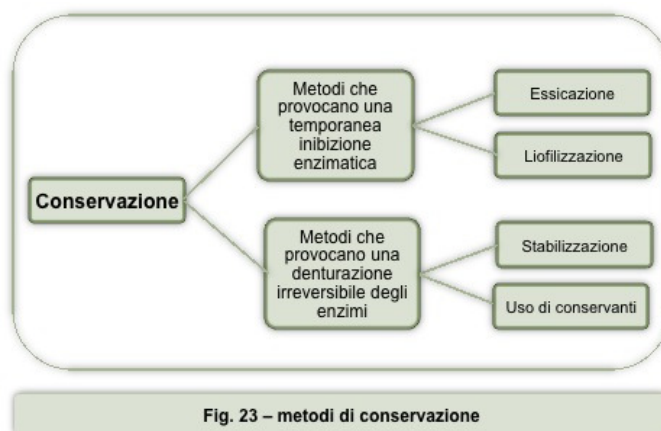 Conservazione
Metodi che
provocano una
temporanea
inibizione
enzimatica
Essicazione
Liofilizzazione
Metodi che
provocano una
denturazione
irreversibile degli
enzimi
Stabilizzazione
Uso di conservanti
Fig. 23 – metodi di conservazione